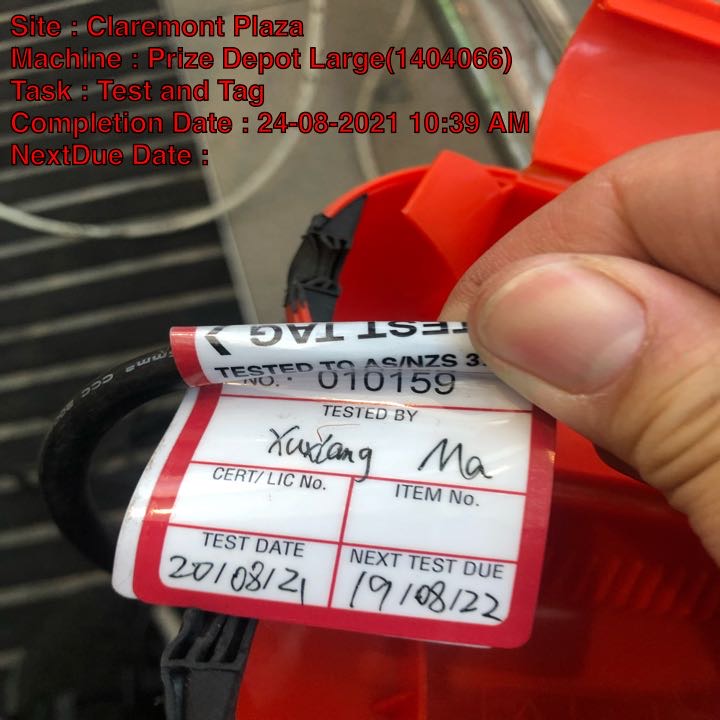 Site : Claremont Plaza
Machine : Prize Depot Large(1404066)
Task : Test and Tag
Completion Date : 24-08-2021 10:39 AM
NextDue Date :
TEST TAG
TESTED TO AS/NZS 3
NO. 010159
TESTED BY
Xuxiang Ma
CERT/LIC No.
ITEM No.
TEST DATE
NEXT TEST DUE
20/08/21
19/08/22